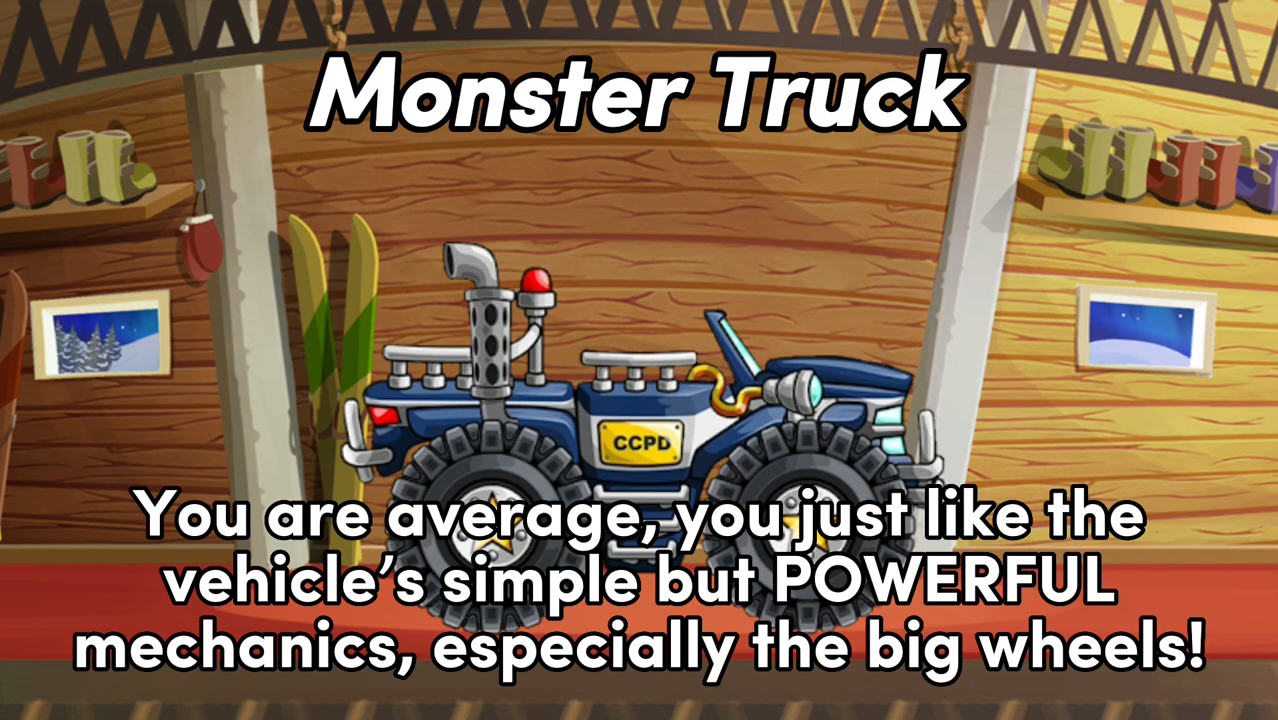 Monster Truck
CCPD
You are average, you just like the
vehicle’s simple but POWERFUL
mechanics, especially the big wheels!